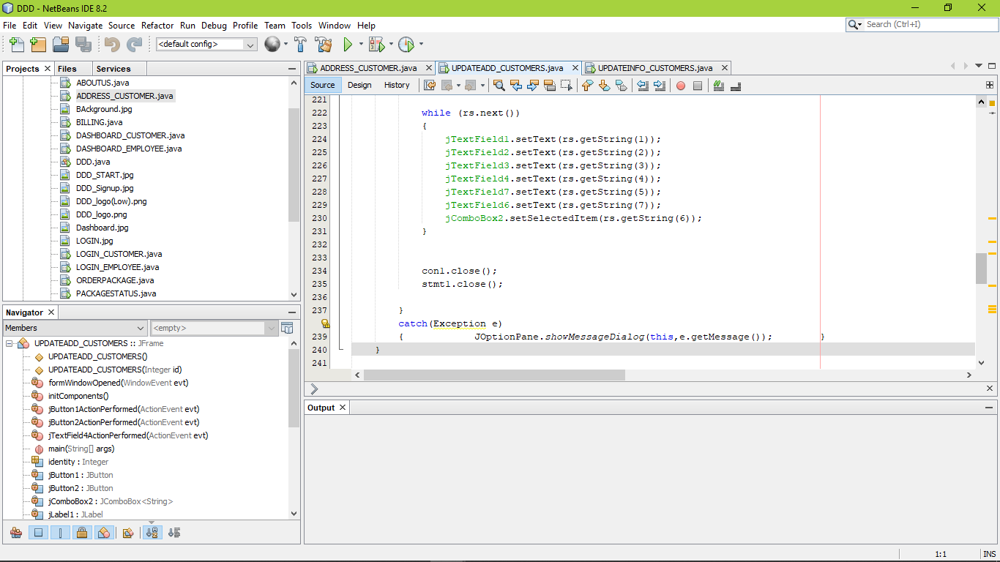 DDD - NetBeans IDE 8.2
File Edit View Navigate Source Refactor Run Debug Profile Team Tools Window Help
Search (Ctrl+I)
<default config>
Projects Files Services
ABOUTUS.java
ADDRESS_CUSTOMER.java
BAckground.jpg
BILLING.java
DASHBOARD_CUSTOMER.java
DASHBOARD_EMPLOYEE.java
DDD.java
DDD_START.jpg
DDD_Signup.jpg
DDD_logo(Low).png
DDD_logo.png
Dashboard.jpg
LOGIN.jpg
LOGIN_CUSTOMER.java
LOGIN_EMPLOYEE.java
ORDERPACKAGE.java
PACKAGESTATUS.java
Navigator
Members <empty>
UPDATEADD_CUSTOMERS :: JFrame
UPDATEADD_CUSTOMERS()
UPDATEADD_CUSTOMERS(Integer id)
formWindowOpened(WindowEvent evt)
initComponents()
jButton1ActionPerformed(ActionEvent evt)
jButton2ActionPerformed(ActionEvent evt)
jTextField4ActionPerformed(ActionEvent evt)
main(String[] args)
identity : Integer
jButton1 : JButton
jButton2 : JButton
jComboBox2 : JComboBox<String>
jLabel1 : JLabel
ADDRESS_CUSTOMER.java UPDATEADD_CUSTOMERS.java UPDATEINFO_CUSTOMERS.java
Source Design History
221
222 while (rs.next())
223 {
224 jTextField1.setText(rs.getString(1));
225 jTextField2.setText(rs.getString(2));
226 jTextField3.setText(rs.getString(3));
227 jTextField4.setText(rs.getString(4));
228 jTextField7.setText(rs.getString(5));
229 jTextField6.setText(rs.getString(7));
230 jComboBox2.setSelectedItem(rs.getString(6));
231 }
232
233
234 con1.close();
235 stmt1.close();
236
237 }
catch(Exception e)
239 { JOptionPane.showMessageDialog(this,e.getMessage()); }
240 }
241
Output
1:1 INS